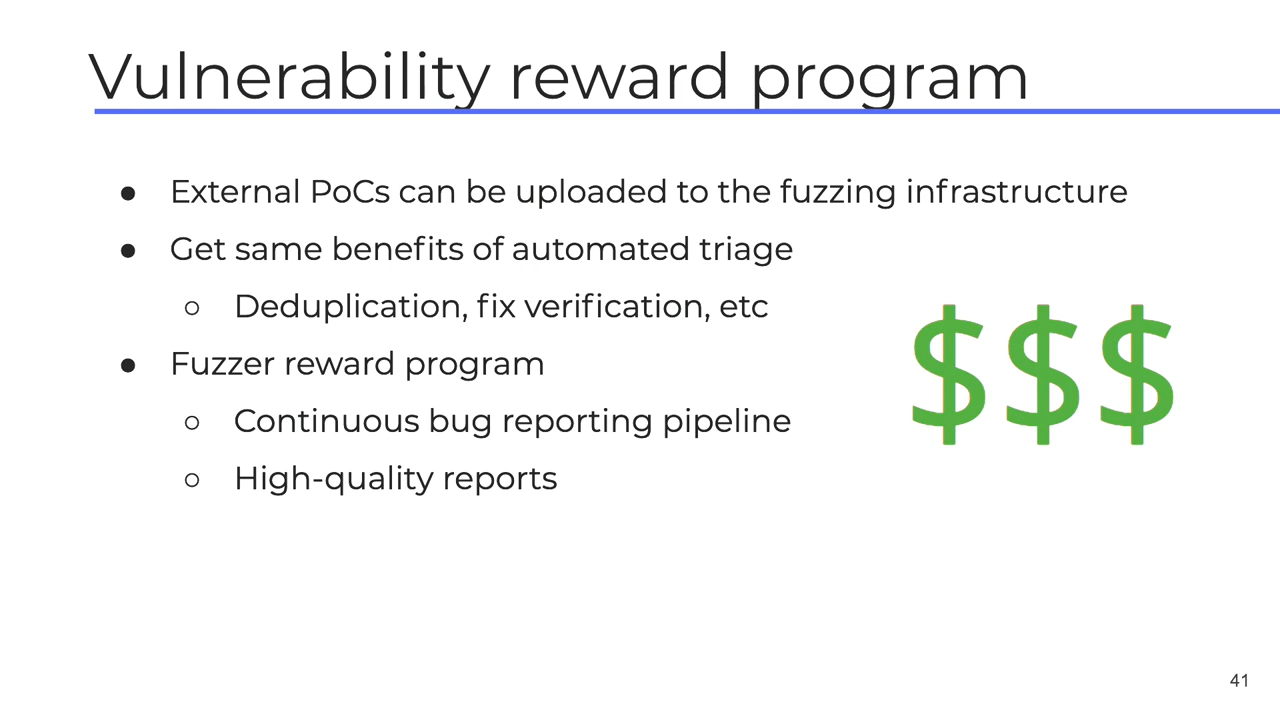 Vulnerability reward program
● External PoCs can be uploaded to the fuzzing infrastructure
● Get same benefits of automated triage
○ Deduplication, fix verification, etc
● Fuzzer reward program
○ Continuous bug reporting pipeline
○ High-quality reports
$$$
41